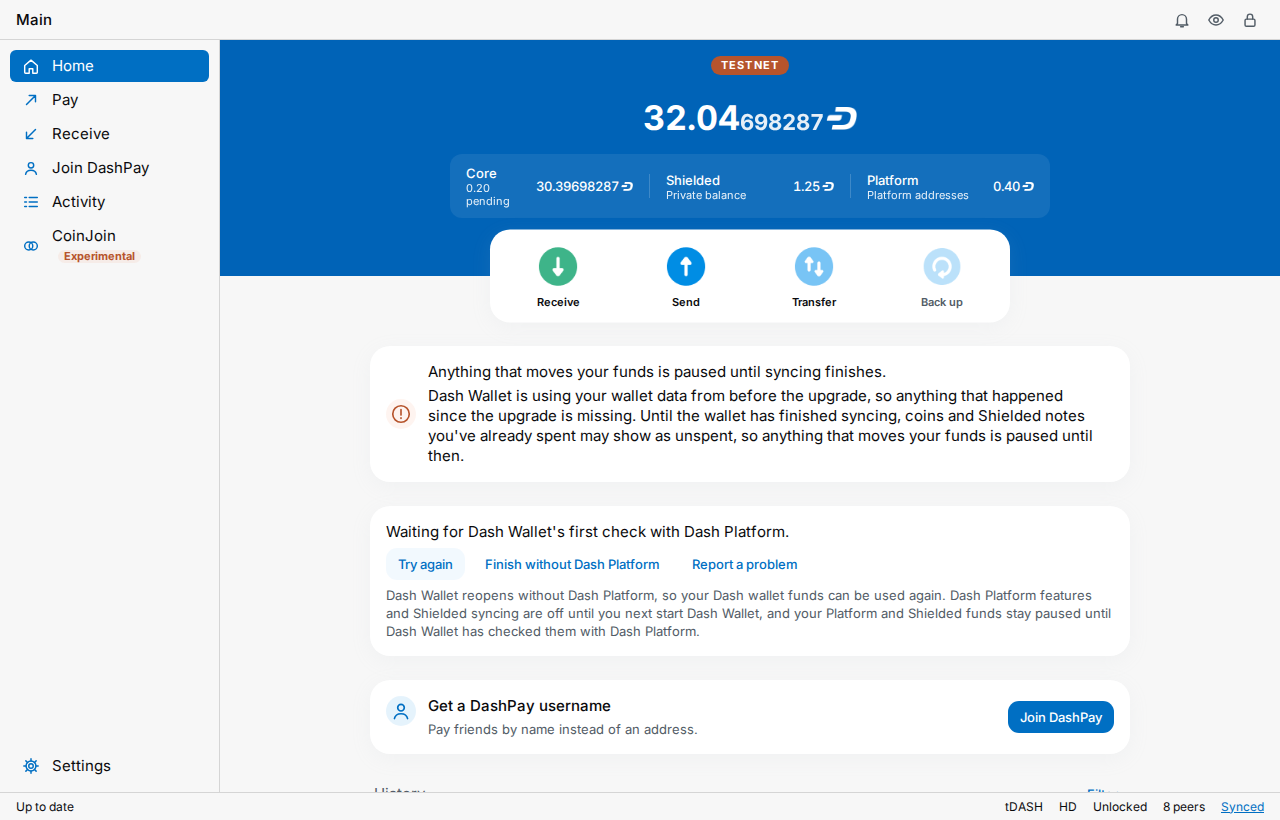 Main
Home
Pay
Receive
Join DashPay
Activity
CoinJoin
Experimental
Settings
TESTNET
32.04698287
Core
0.20
pending
30.39698287
Shielded
Private balance
1.25
Platform
Platform addresses
0.40
Receive
Send
Transfer
Back up
Anything that moves your funds is paused until syncing finishes.
Dash Wallet is using your wallet data from before the upgrade, so anything that happened
since the upgrade is missing. Until the wallet has finished syncing, coins and Shielded notes
you've already spent may show as unspent, so anything that moves your funds is paused until
then.
Waiting for Dash Wallet's first check with Dash Platform.
Try again
Finish without Dash Platform
Report a problem
Dash Wallet reopens without Dash Platform, so your Dash wallet funds can be used again. Dash Platform features
and Shielded syncing are off until you next start Dash Wallet, and your Platform and Shielded funds stay paused until
Dash Wallet has checked them with Dash Platform.
Get a DashPay username
Pay friends by name instead of an address.
Join DashPay
History
Up to date
tDASH
HD
Unlocked
8 peers
Synced